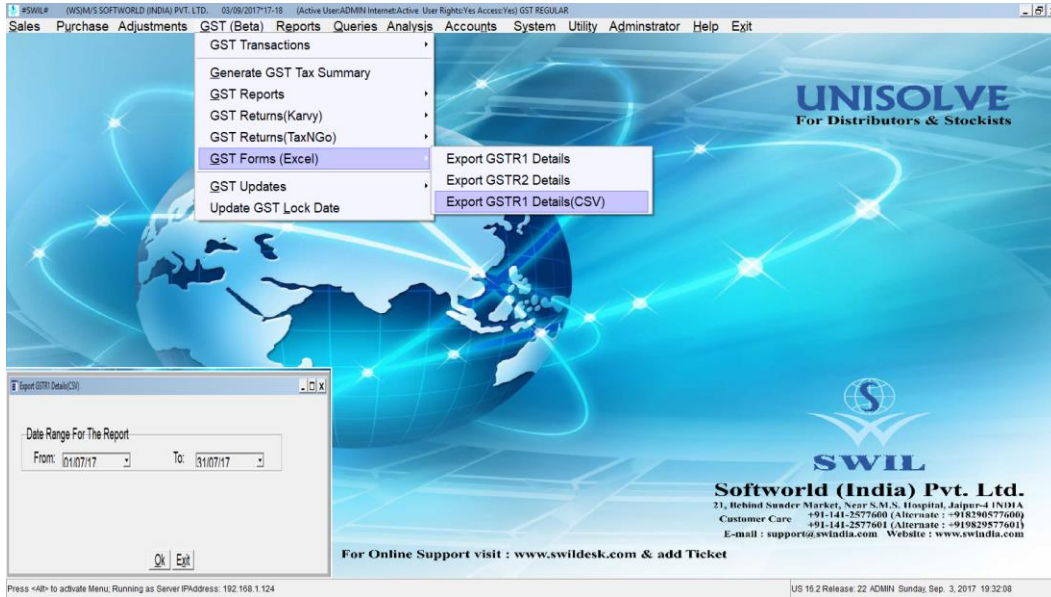 #SWIL# (WS)M/S SOFTWORLD (INDIA) PVT. LTD. 03/09/2017*17-18 (Active User:ADMIN Internet:Active User Rights:Yes Access:Yes) GST REGULAR
Sales Purchase Adjustments GST (Beta) Reports Queries Analysis Accounts System Utility Adminstrator Help Exit
GST Transactions
Generate GST Tax Summary
GST Reports
GST Returns(Karvy)
GST Returns(TaxNGo)
GST Forms (Excel)
GST Updates
Update GST Lock Date
Export GSTR1 Details
Export GSTR2 Details
Export GSTR1 Details(CSV)
UNISOLVE
For Distributors & Stockists
Export GSTR1 Details(CSV)
Date Range For The Report
From: 01/07/17 To: 31/07/17
Ok Exit
S
SWIL
Softworld (India) Pvt. Ltd.
21, Behind Sunder Market, Near S.M.S. Hospital, Jaipur-4 INDIA
Customer Care +91-141-2577600 (Alternate : +918290577600)
+91-141-2577601 (Alternate : +919829577601)
E-mail : support@swindia.com Website : www.swindia.com
For Online Support visit : www.swildesk.com & add Ticket
Press <Alt> to activate Menu; Running as Server IPAddress: 192.168.1.124
US 16.2 Release: 22 ADMIN Sunday, Sep. 3, 2017 19:32:08